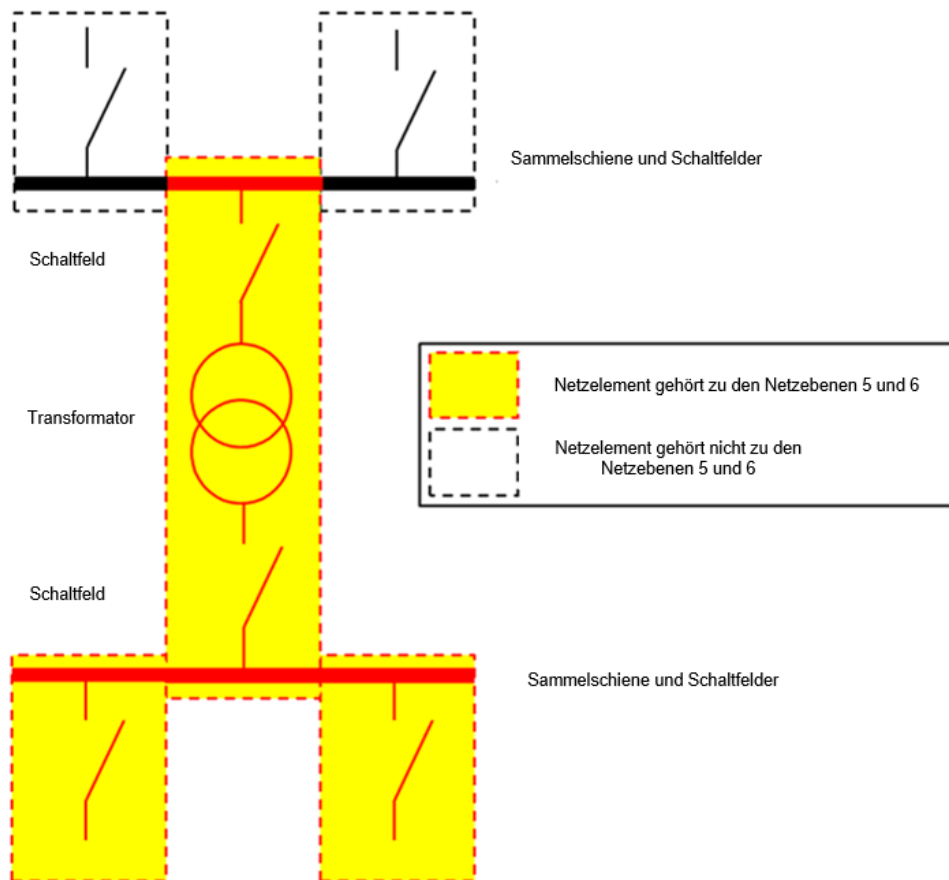 Sammelschiene und Schaltfelder
Schaltfeld
Netzelement gehört zu den Netzebenen 5 und 6
Transformator
Netzelement gehört nicht zu den
Netzebenen 5 und 6
Schaltfeld
Sammelschiene und Schaltfelder